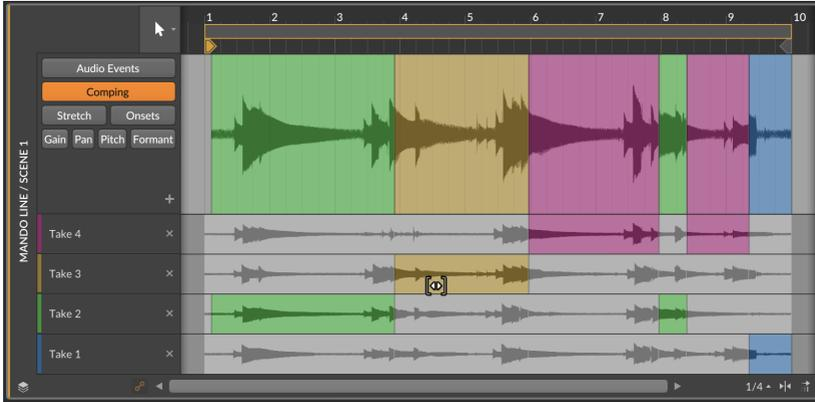 1 2 3 4 5 6 7 8 9 10
Audio Events
Comping
Stretch Onsets
Gain Pan Pitch Formant
+
MANDO LINE / SCENE 1
Take 4 ×
Take 3 ×
Take 2 ×
Take 1 ×
1/4